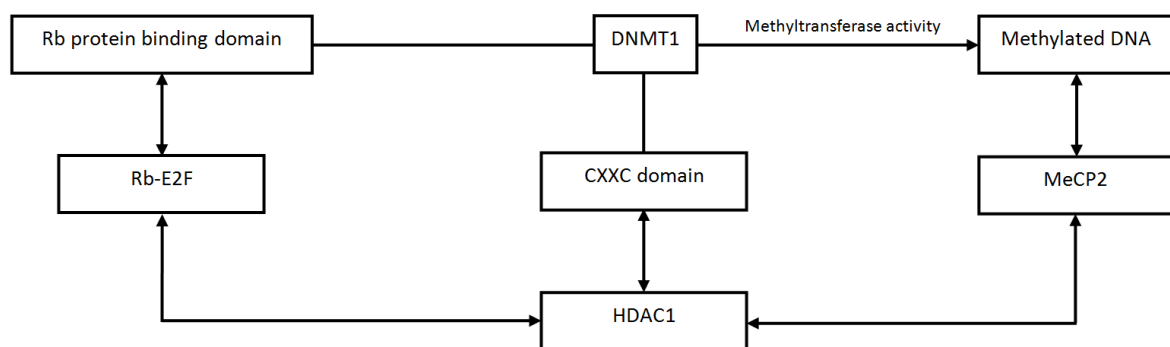 Rb protein binding domain
DNMT1
Methyltransferase activity
Methylated DNA
Rb-E2F
CXXC domain
MeCP2
HDAC1